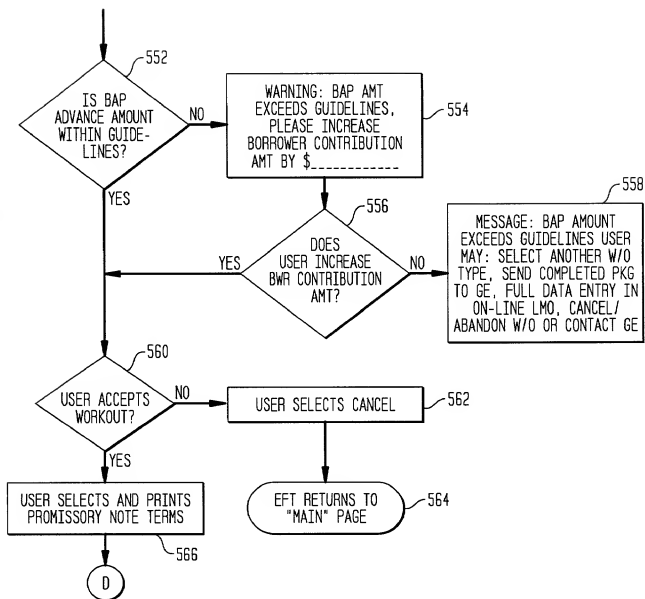 552
IS BAP
ADVANCE AMOUNT
WITHIN GUIDE-
LINES?
NO
YES
WARNING: BAP AMT
EXCEEDS GUIDELINES,
PLEASE INCREASE
BORROWER CONTRIBUTION
AMT BY $_____________
554
556
DOES
USER INCREASE
BWR CONTRIBUTION
AMT?
YES
NO
558
MESSAGE: BAP AMOUNT
EXCEEDS GUIDELINES USER
MAY: SELECT ANOTHER W/O
TYPE, SEND COMPLETED PKG
TO GE, FULL DATA ENTRY IN
ON-LINE LMO, CANCEL/
ABANDON W/O OR CONTACT GE
560
USER ACCEPTS
WORKOUT?
NO
YES
USER SELECTS CANCEL
562
EFT RETURNS TO
"MAIN" PAGE
564
USER SELECTS AND PRINTS
PROMISSORY NOTE TERMS
566
D